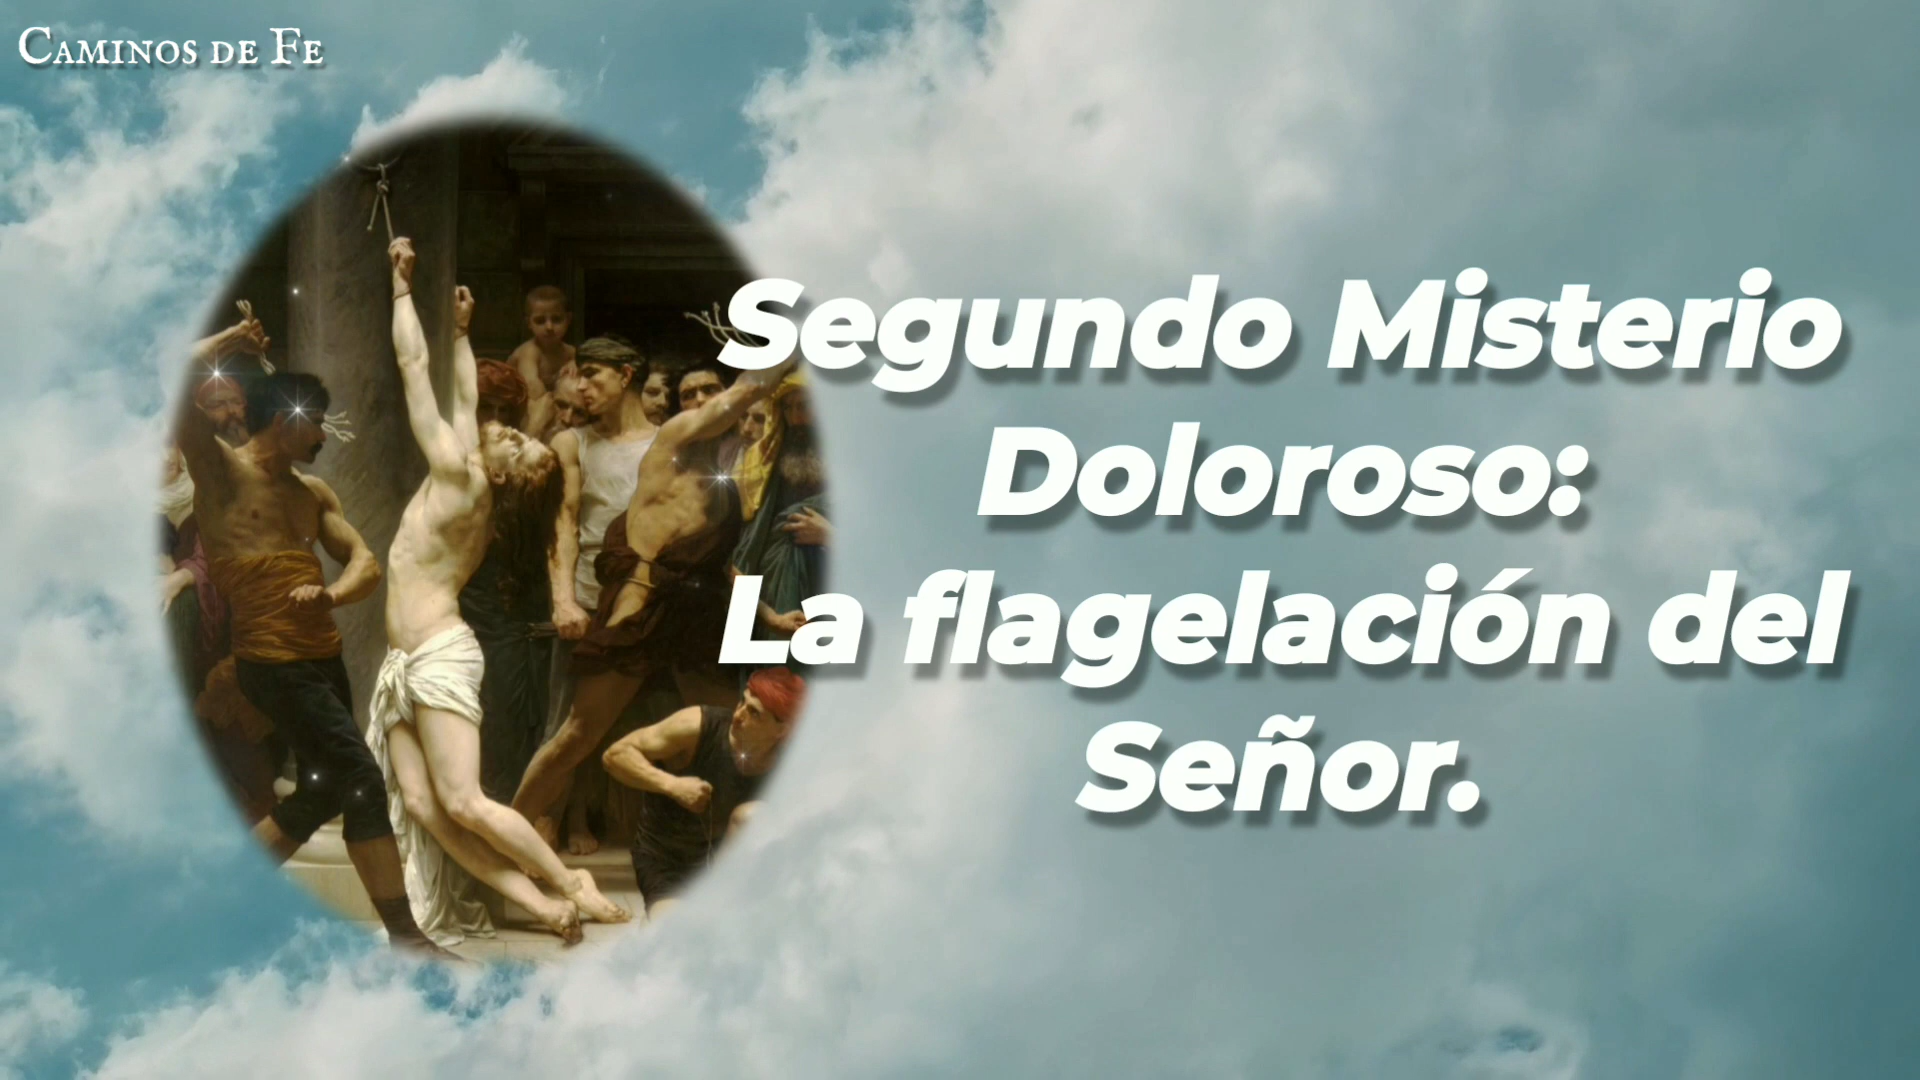 Caminos de Fe
Segundo Misterio
Doloroso:
La flagelación del
Señor.